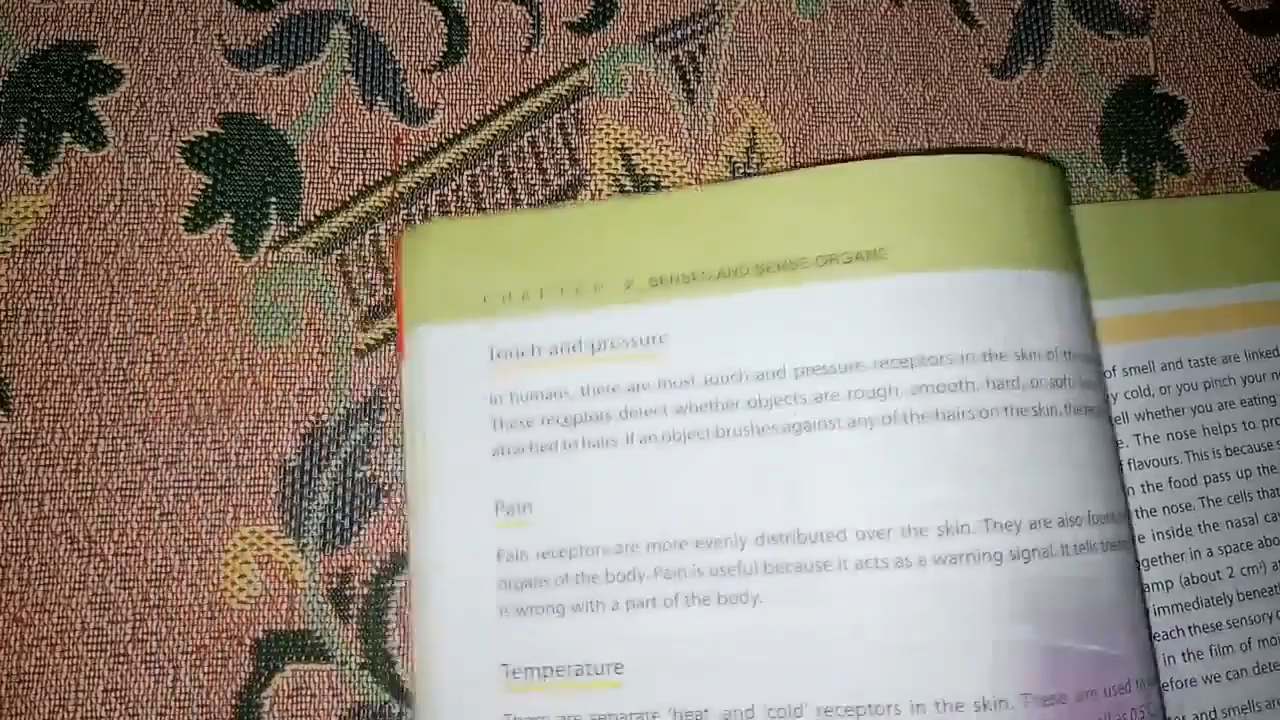 CHAPTER 9 SENSES AND SENSE ORGANS
Touch and pressure
In humans, there are most touch and pressure receptors in the skin of the
These receptors detect whether objects are rough, smooth, hard, or soft.
attached to hairs. If an object brushes against any of the hairs on the skin,
Pain
Pain receptors are more evenly distributed over the skin. They are also found
organs of the body. Pain is useful because it acts as a warning signal. It tells
is wrong with a part of the body.
Temperature
There are separate 'heat' and 'cold' receptors in the skin. These are used
of smell and taste are linked
y cold, or you pinch your
ell whether you are eating
e. The nose helps to
flavours. This is because
n the food pass up the
the nose. The cells that
e inside the nasal
gether in a space
amp (about 2 cm²)
immediately
each these sensory
in the film of
efore we can
and smells